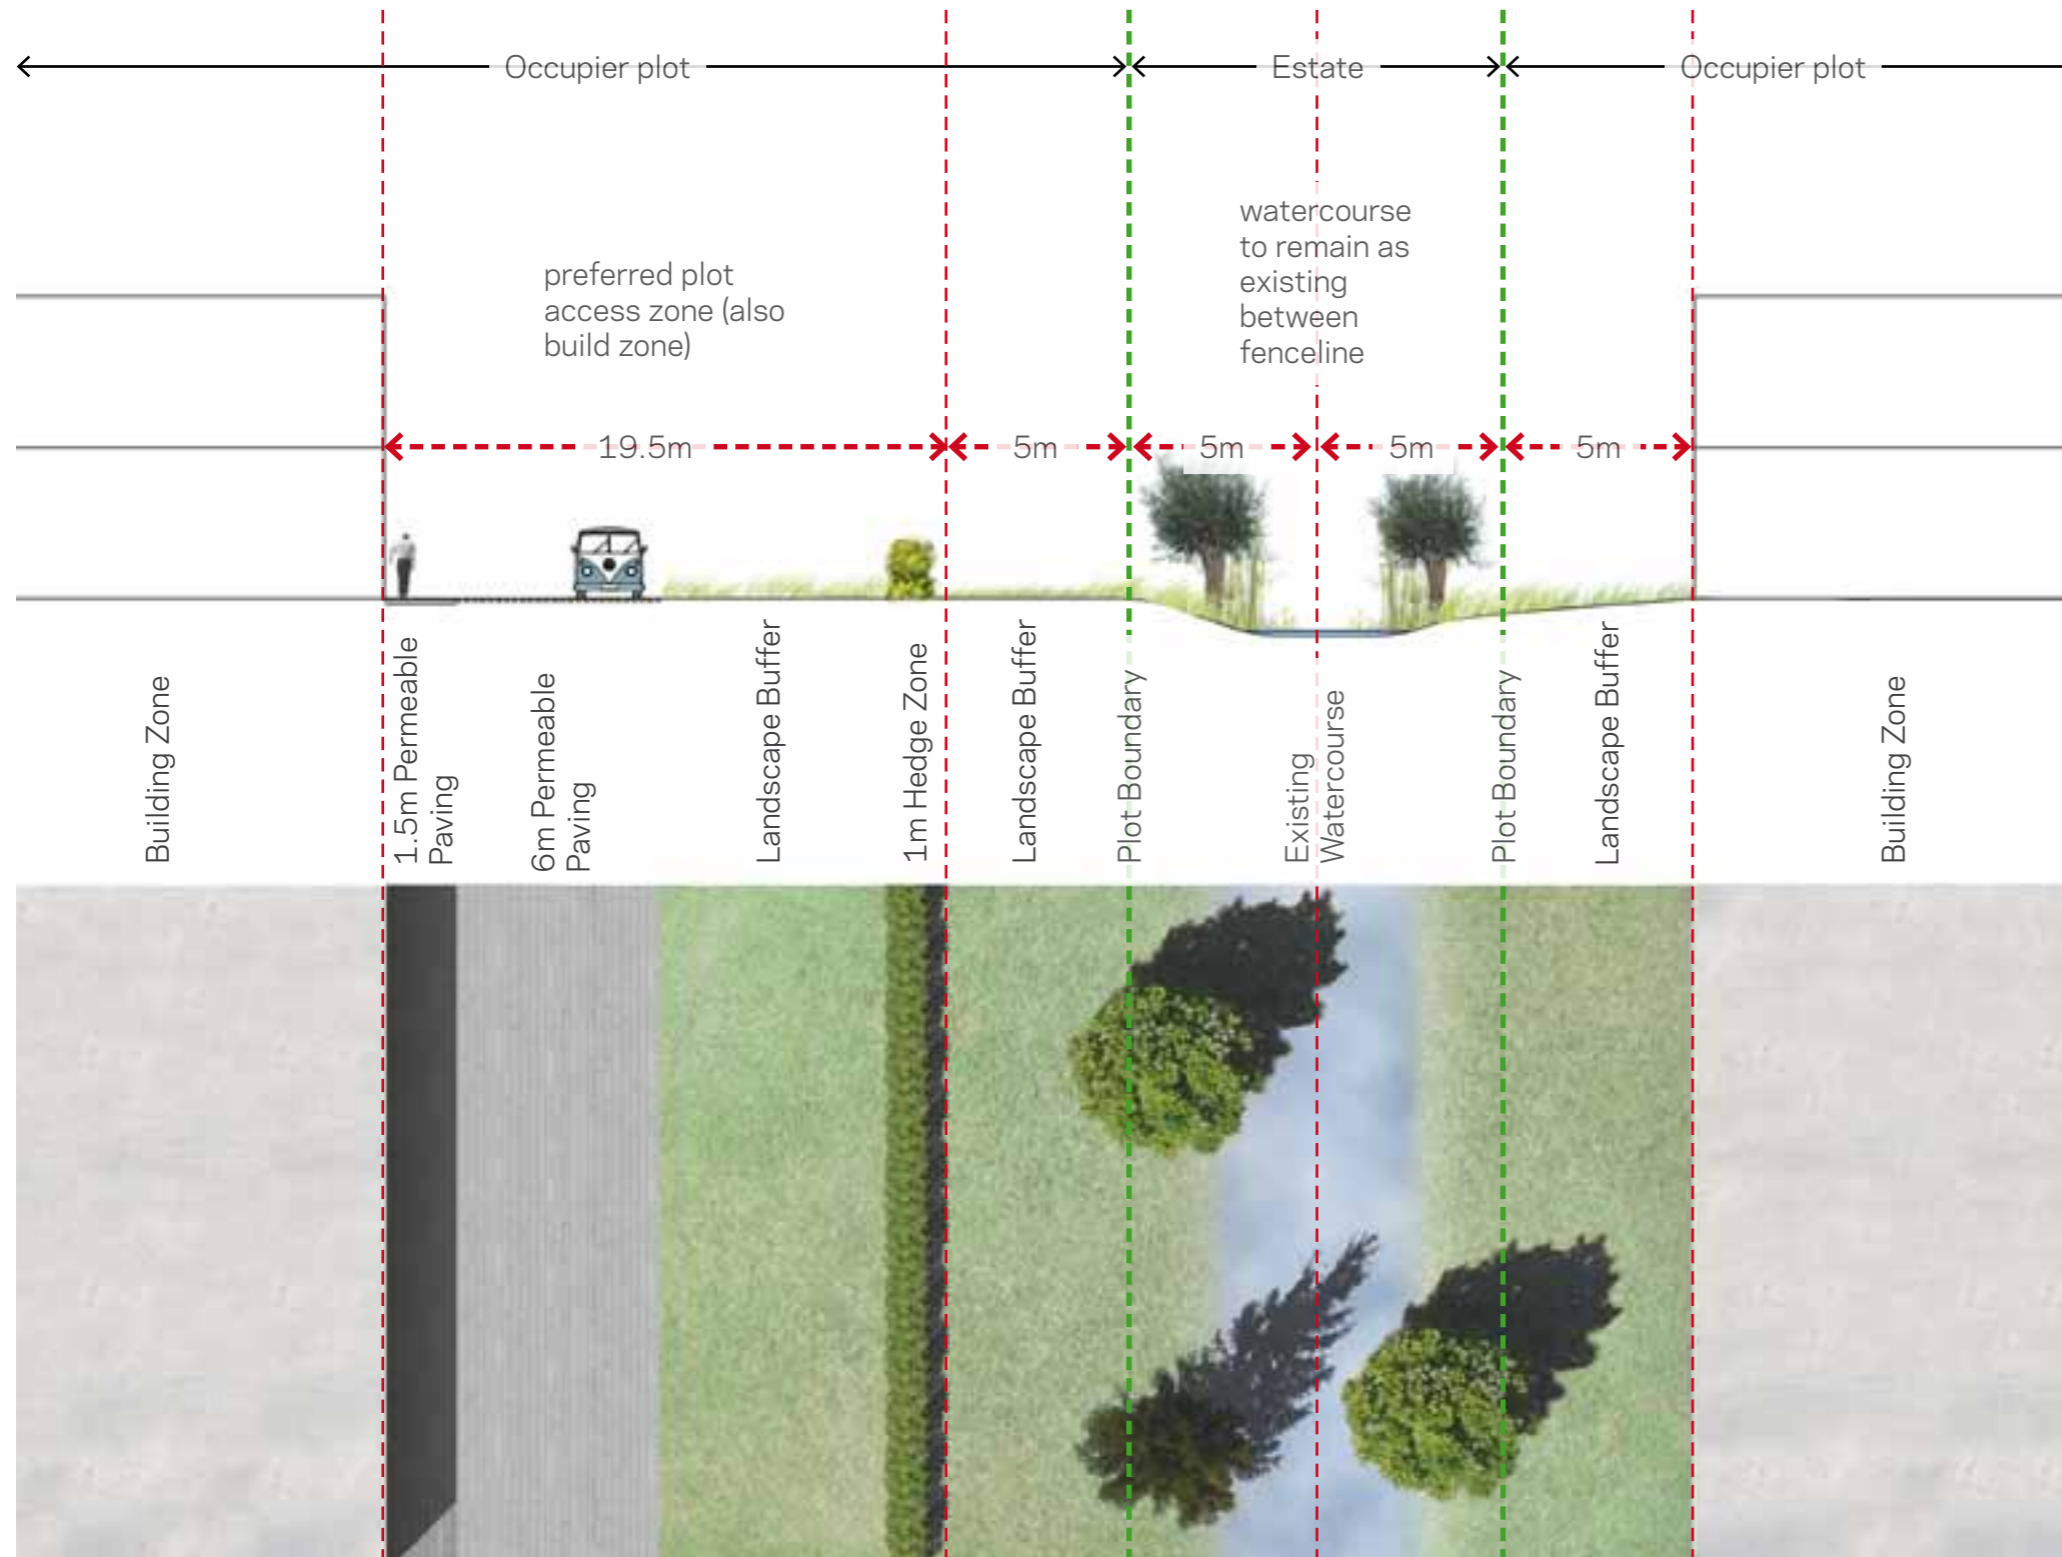 Occupier plot
Estate
Occupier plot
preferred plot
access zone (also
build zone)
watercourse
to remain as
existing
between
fenceline
19.5m
5m
5m
5m
5m
Building Zone
1.5m Permeable
Paving
6m Permeable
Paving
Landscape Buffer
1m Hedge Zone
Landscape Buffer
Plot Boundary
Existing
Watercourse
Plot Boundary
Landscape Buffer
Building Zone